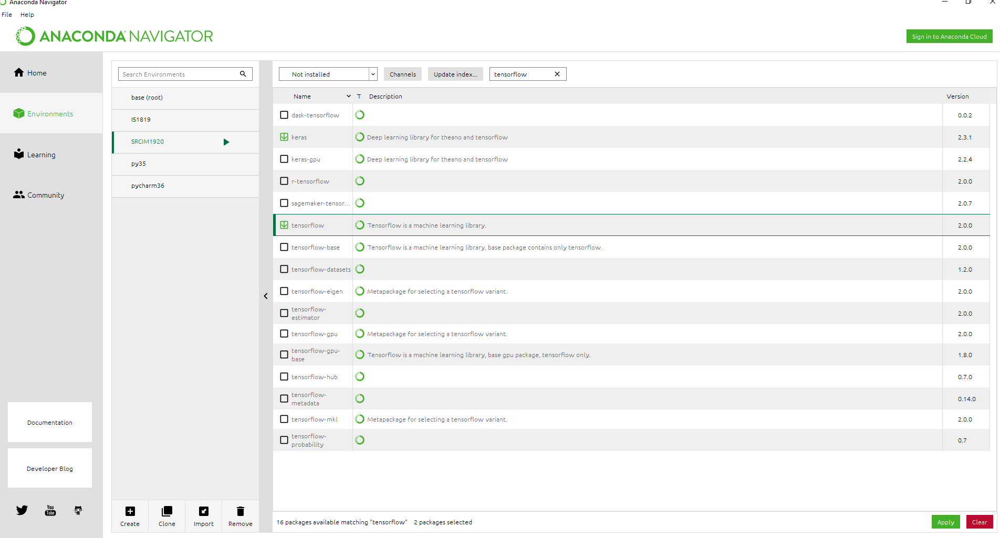 Anaconda Navigator
File Help
ANACONDA NAVIGATOR
Sign in to Anaconda Cloud
Home
Environments
Learning
Community
Documentation
Developer Blog
You
Tube
Search Environments
base (root)
IS1819
SRCIM1920
py35
pycharm36
Create Clone Import Remove
Not installed Channels Update index... tensorflow
Name T Description Version
dask-tensorflow 0.0.2
keras Deep learning library for theano and tensorflow 2.3.1
keras-gpu Deep learning library for theano and tensorflow 2.2.4
r-tensorflow 2.0.0
sagemaker-tensor... 2.0.7
tensorflow Tensorflow is a machine learning library. 2.0.0
tensorflow-base Tensorflow is a machine learning library, base package contains only tensorflow. 2.0.0
tensorflow-datasets 1.2.0
tensorflow-eigen Metapackage for selecting a tensorflow variant. 2.0.0
tensorflow-
estimator 2.0.0
tensorflow-gpu Metapackage for selecting a tensorflow variant. 2.0.0
tensorflow-gpu-
base Tensorflow is a machine learning library, base gpu package, tensorflow only. 1.8.0
tensorflow-hub 0.7.0
tensorflow-
metadata 0.14.0
tensorflow-mkl Metapackage for selecting a tensorflow variant. 2.0.0
tensorflow-
probability 0.7
16 packages available matching "tensorflow" 2 packages selected
Apply Clear